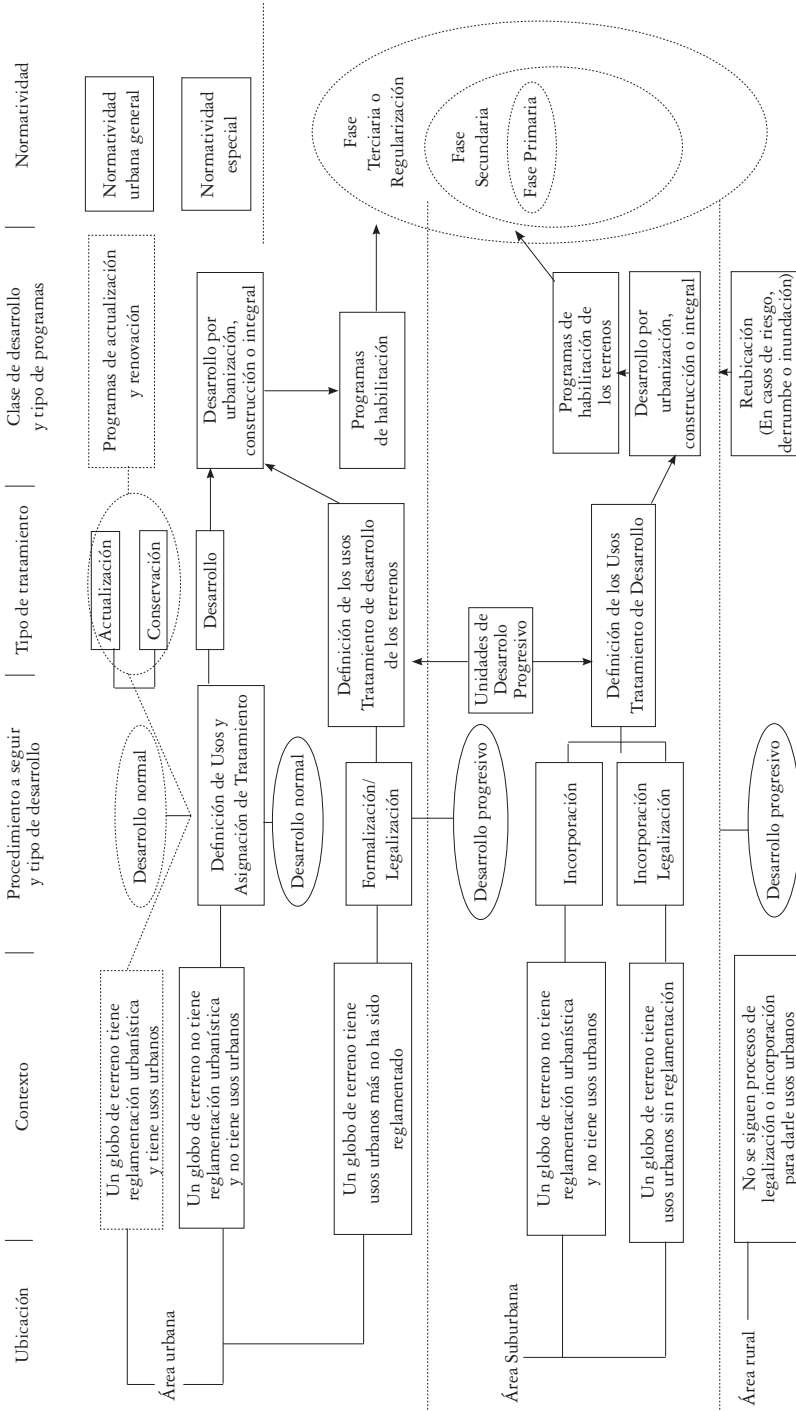 Ubicación
Contexto
Procedimiento a seguir
y tipo de desarrollo
Tipo de tratamiento
Clase de desarrollo
y tipo de programas
Normatividad
Área urbana
Un globo de terreno tiene
reglamentación urbanística
y tiene usos urbanos
Desarrollo normal
Actualización
Conservación
Programas de actualización
y renovación
Normatividad
urbana general
Un globo de terreno no tiene
reglamentación urbanística
y no tiene usos urbanos
Definición de Usos y
Asignación de Tratamiento
Desarrollo normal
Desarrollo
Desarrollo por
urbanización,
construcción o integral
Normatividad
especial
Un globo de terreno tiene
usos urbanos más no ha sido
reglamentado
Formalización/
Legalización
Desarrollo progresivo
Definición de los usos
Tratamiento de desarrollo
de los terrenos
Programas
de habiliración
Fase
Terciaria o
Regularización
Fase
Secundaria
Fase Primaria
Unidades de
Desarrolo
Progresivo
Área Suburbana
Un globo de terreno no tiene
reglamentación urbanística
y no tiene usos urbanos
Incorporación
Definición de los Usos
Tratamiento de Desarrollo
Programas de
habilitación de
los terrenos
Un globo de terreno tiene
usos urbanos sin reglamentación
Incorporación
Legalización
Desarrollo por
urbanización,
construcción o integral
Área rural
No se siguen procesos de
legalización o incorporación
para darle usos urbanos
Desarrollo progresivo
Reubicación
(En casos de riesgo,
derrumbe o inundación)